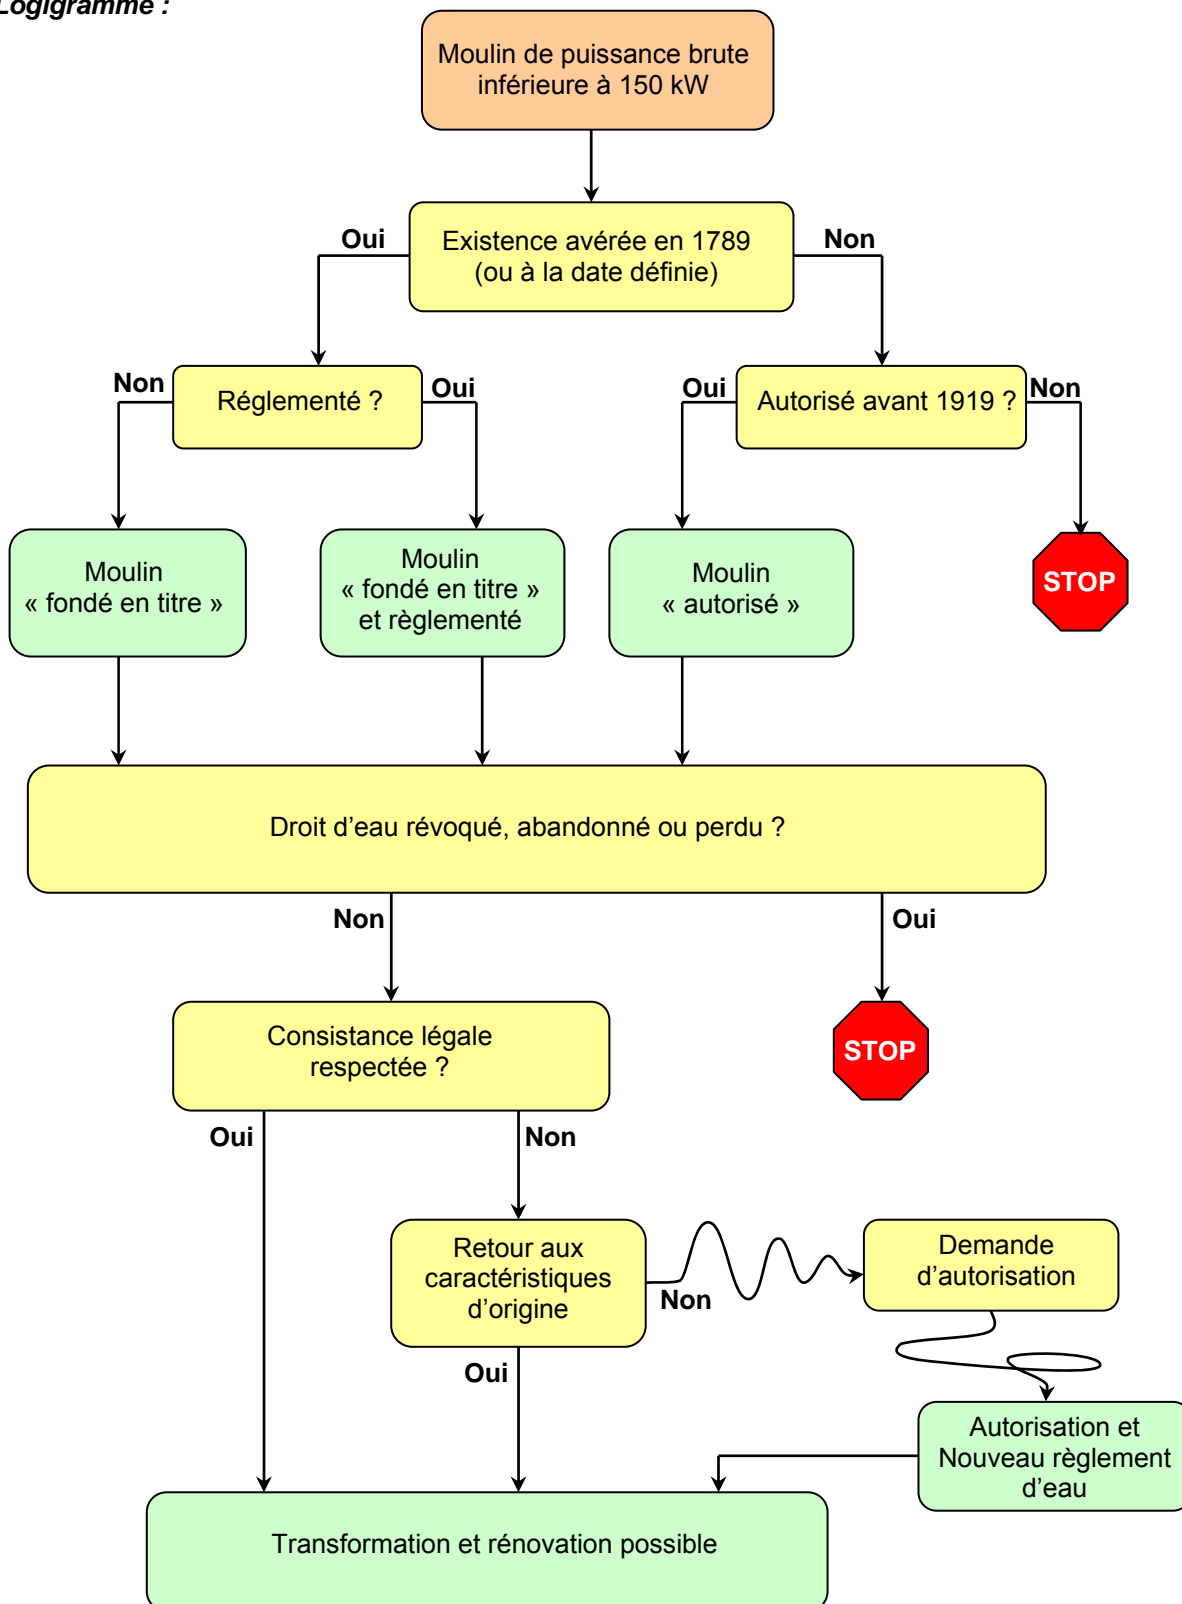 Logigramme :
Moulin de puissance brute
inférieure à 150 kW
Oui
Existence avérée en 1789
(ou à la date définie)
Non
Non
Réglementé ?
Oui
Oui
Autorisé avant 1919 ?
Non
Moulin
« fondé en titre »
Moulin
« fondé en titre »
et règlementé
Moulin
« autorisé »
STOP
Droit d’eau révoqué, abandonné ou perdu ?
Non
Oui
Consistance légale
respectée ?
STOP
Oui
Non
Retour aux
caractéristiques
d’origine
Non
Demande
d’autorisation
Oui
Autorisation et
Nouveau règlement
d’eau
Transformation et rénovation possible